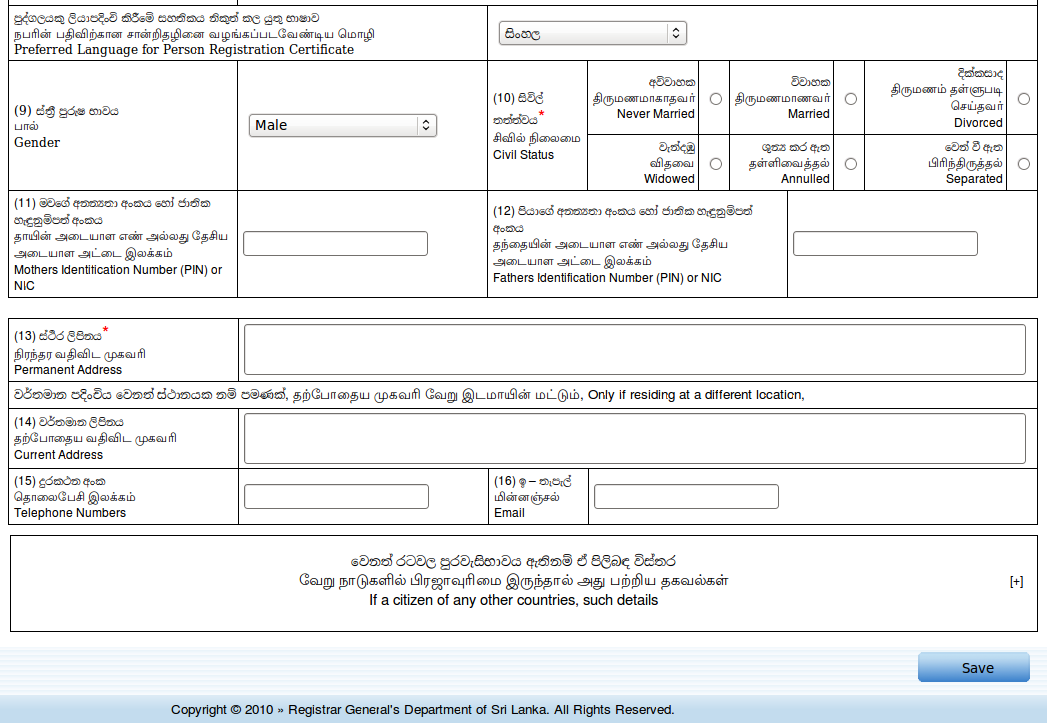 පුද්ගලයකු ලියාපදිංචි කිරීමේ සහතිකය නිකුත් කල යුතු භාෂාව
நபரின் பதிவிற்கான சான்றிதழினை வழங்கப்படவேண்டிய மொழி
Preferred Language for Person Registration Certificate
සිංහල
(9) ස්ත්‍රී පුරුෂ භාවය
பால்
Gender
Male
(10) සිවිල්
තත්ත්වය*
சிவில் நிலைமை
Civil Status
අවිවාහක
திருமணமாகாதவர்
Never Married
විවාහක
திருமணமானவர்
Married
දික්කසාද
திருமணம் தள்ளுபடி
செய்தவர்
Divorced
වැන්දඹු
விதவை
Widowed
ශුන්‍ය කර ඇත
தள்ளிவைத்தல்
Annulled
වෙන් වී ඇත
பிரிந்திருத்தல்
Separated
(11) මවගේ අනන්‍යතා අංකය හෝ ජාතික
හැඳුනුම්පත් අංකය
தாயின் அடையாள எண் அல்லது தேசிய
அடையாள அட்டை இலக்கம்
Mothers Identification Number (PIN) or
NIC
(12) පියාගේ අනන්‍යතා අංකය හෝ ජාතික හැඳුනුම්පත්
අංකය
தந்தையின் அடையாள எண் அல்லது தேசிய
அடையாள அட்டை இலக்கம்
Fathers Identification Number (PIN) or NIC
(13) ස්ථිර ලිපිනය*
நிரந்தர வதிவிட முகவரி
Permanent Address
වර්තමාන පදිංචිය වෙනත් ස්ථානයක නම් පමණක්, தற்போதைய முகவரி வேறு இடமாயின் மட்டும், Only if residing at a different location,
(14) වර්තමාන ලිපිනය
தற்போதைய வதிவிட முகவரி
Current Address
(15) දුරකථන අංක
தொலைபேசி இலக்கம்
Telephone Numbers
(16) ඉ – තැපැල්
மின்னஞ்சல்
Email
වෙනත් රටවල පුරවැසිභාවය ඇතිනම් ඒ පිලිබඳ විස්තර
வேறு நாடுகளில் பிரஜாவுரிமை இருந்தால் அது பற்றிய தகவல்கள்
If a citizen of any other countries, such details
[+]
Save
Copyright © 2010 » Registrar General's Department of Sri Lanka. All Rights Reserved.